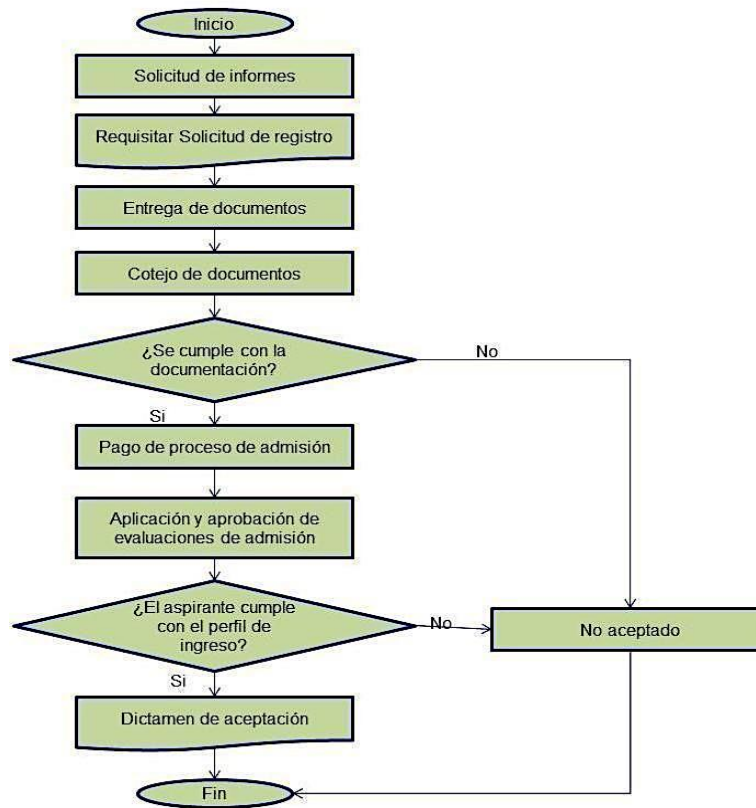 Inicio
Solicitud de informes
Requisitar Solicitud de registro
Entrega de documentos
Cotejo de documentos
¿Se cumple con la
documentación?
No
Si
Pago de proceso de admisión
Aplicación y aprobación de
evaluaciones de admisión
¿El aspirante cumple
con el perfil de
ingreso?
No
No aceptado
Si
Dictamen de aceptación
Fin